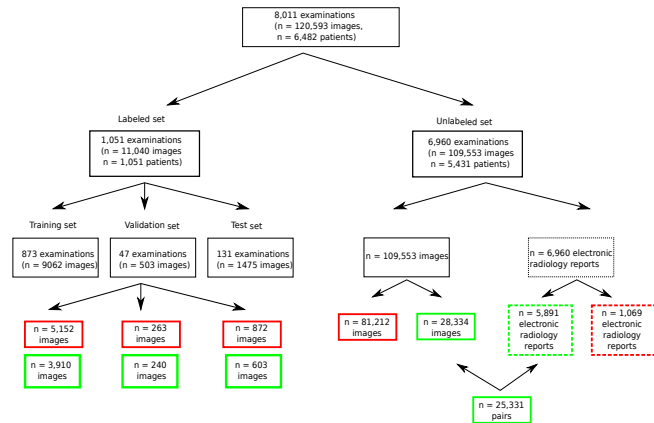 8,011 examinations
(n = 120,593 images,
n = 6,482 patients)
Labeled set
Unlabeled set
1,051 examinations
(n = 11,040 images
n = 1,051 patients)
6,960 examinations
(n = 109,553 images
n = 5,431 patients)
Training set
Validation set
Test set
873 examinations
(n = 9062 images)
47 examinations
(n = 503 images)
131 examinations
(n = 1475 images)
n = 109,553 images
n = 6,960 electronic
radiology reports
n = 5,152
images
n = 263
images
n = 872
images
n = 3,910
images
n = 240
images
n = 603
images
n = 81,212
images
n = 28,334
images
n = 5,891
electronic
radiology
reports
n = 1,069
electronic
radiology
reports
n = 25,331
pairs